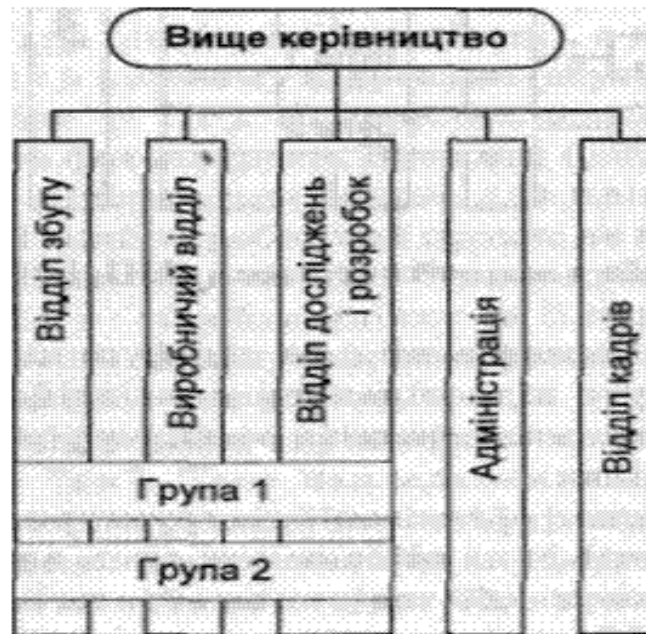 Вище керівництво
Відділ збуту
Виробничий відділ
Відділ досліджень
і розробок
Адміністрація
Відділ кадрів
Група 1
Група 2